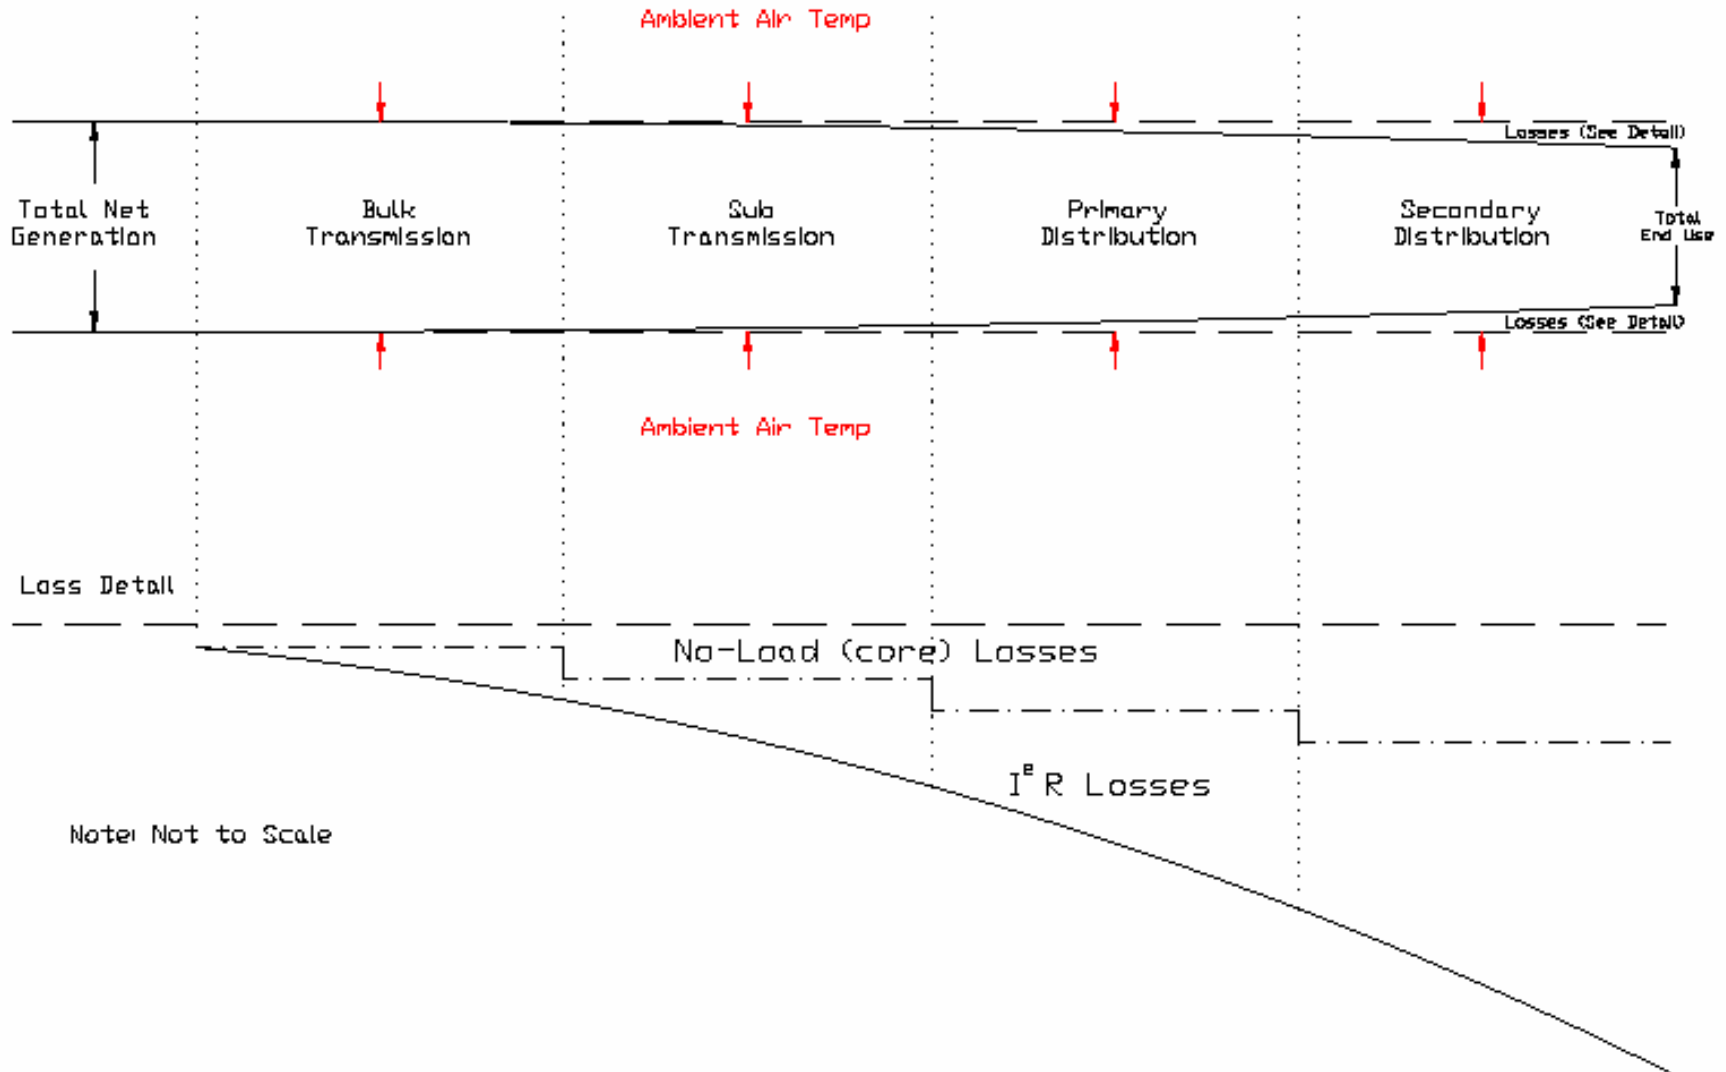 Ambient Air Temp
Losses (See Detail)
Total Net
Generation
Bulk
Transmission
Sub
Transmission
Primary
Distribution
Secondary
Distribution
Total
End Use
Losses (See Detail)
Ambient Air Temp
Loss Detail
No-Load (core) Losses
I² R Losses
Note: Not to Scale